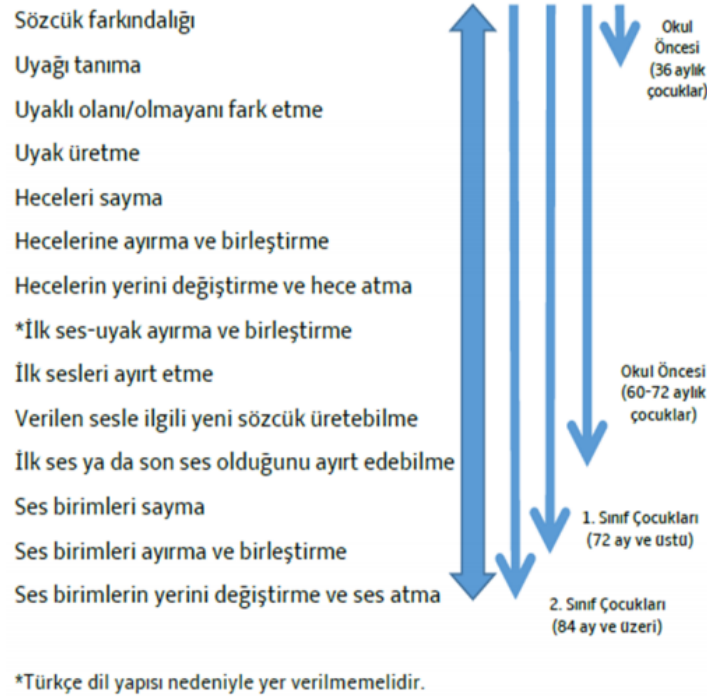 Sözcük farkındalığı
Uyağı tanıma
Uyaklı olanı/olmayanı fark etme
Uyak üretme
Heceleri sayma
Hecelerine ayırma ve birleştirme
Hecelerin yerini değiştirme ve hece atma
*İlk ses-uyak ayırma ve birleştirme
İlk sesleri ayırt etme
Verilen sesle ilgili yeni sözcük üretebilme
İlk ses ya da son ses olduğunu ayırt edebilme
Ses birimleri sayma
Ses birimleri ayırma ve birleştirme
Ses birimlerin yerini değiştirme ve ses atma
Okul
Öncesi
(36 aylık
çocuklar)
Okul Öncesi
(60-72 aylık
çocuklar)
1. Sınıf Çocukları
(72 ay ve üstü)
2. Sınıf Çocukları
(84 ay ve üzeri)
*Türkçe dil yapısı nedeniyle yer verilmemelidir.